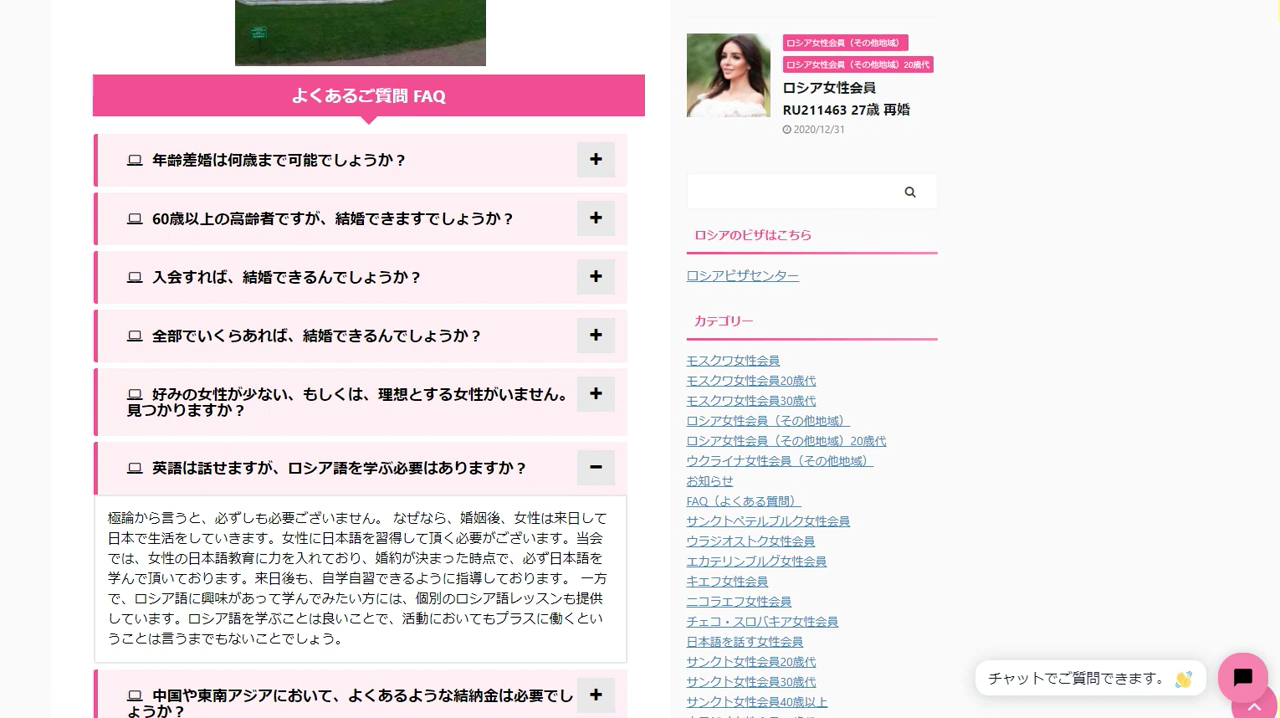 よくあるご質問 FAQ
年齢差婚は何歳まで可能でしょうか？
60歳以上の高齢者ですが、結婚できますでしょうか？
入会すれば、結婚できるんでしょうか？
全部でいくらあれば、結婚できるんでしょうか？
好みの女性が少ない、もしくは、理想とする女性がいません。
見つかりますか？
英語は話せますが、ロシア語を学ぶ必要はありますか？
極論から言うと、必ずしも必要ございません。 なぜなら、婚姻後、女性は来日して
日本で生活をしていきます。女性に日本語を習得して頂く必要がございます。当会
では、女性の日本語教育に力を入れており、婚約が決まった時点で、必ず日本語を
学んで頂いております。来日後も、自学自習できるように指導しております。 一方
で、ロシア語に興味があって学んでみたい方には、個別のロシア語レッスンも提供
しています。ロシア語を学ぶことは良いことで、活動においてもプラスに働くとい
うことは言うまでもないことでしょう。
中国や東南アジアにおいて、よくあるような結納金は必要でし
ょうか？
ロシア女性会員（その他地域）
ロシア女性会員（その他地域）20歳代
ロシア女性会員
RU211463 27歳 再婚
2020/12/31
ロシアのビザはこちら
ロシアビザセンター
カテゴリー
モスクワ女性会員
モスクワ女性会員20歳代
モスクワ女性会員30歳代
ロシア女性会員（その他地域）
ロシア女性会員（その他地域）20歳代
ウクライナ女性会員（その他地域）
お知らせ
FAQ（よくある質問）
サンクトペテルブルク女性会員
ウラジオストク女性会員
エカテリンブルグ女性会員
キエフ女性会員
ニコラエフ女性会員
チェコ・スロバキア女性会員
日本語を話す女性会員
サンクト女性会員20歳代
サンクト女性会員30歳代
サンクト女性会員40歳以上
チャットでご質問できます。